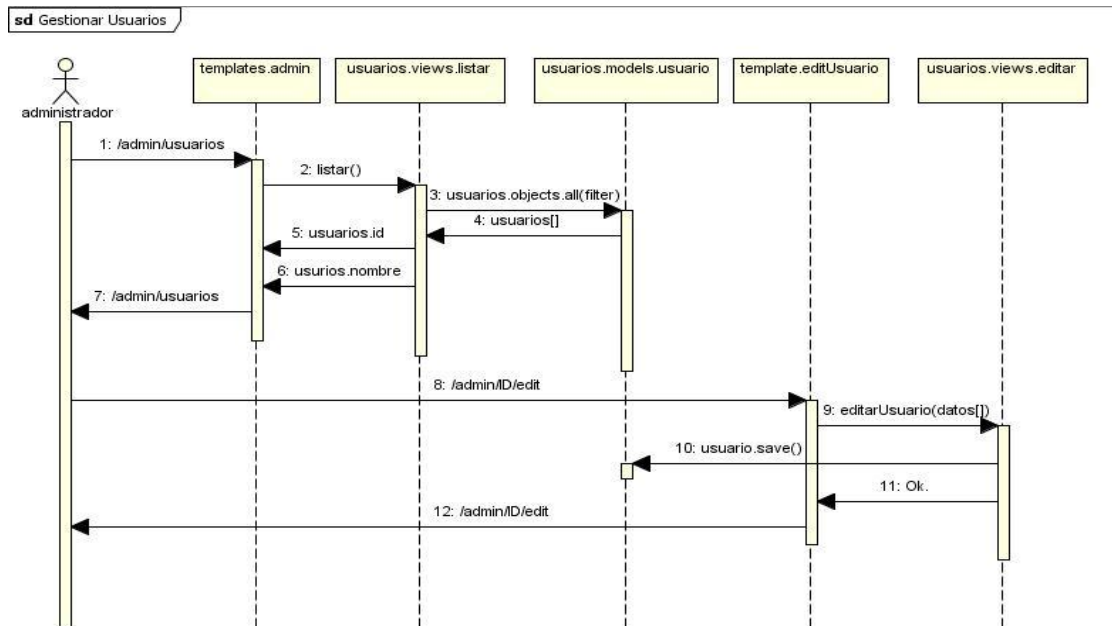 sd Gestionar Usuarios
administrador
templates.admin
usuarios.views.listar
usuarios.models.usuario
template.editUsuario
usuarios.views.editar
1: /admin/usuarios
2: listar()
3: usuarios.objects.all(filter)
4: usuarios[]
5: usuarios.id
6: usurios.nombre
7: /admin/usuarios
8: /admin/ID/edit
9: editarUsuario(datos[])
10: usuario.save()
11: Ok.
12: /admin/ID/edit